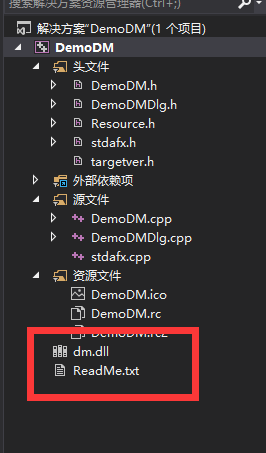 搜索解决方案资源管理器(Ctrl+;)
解决方案"DemoDM"(1 个项目)
DemoDM
头文件
DemoDM.h
DemoDMDlg.h
Resource.h
stdafx.h
targetver.h
外部依赖项
源文件
DemoDM.cpp
DemoDMDlg.cpp
stdafx.cpp
资源文件
DemoDM.ico
DemoDM.rc
DemoDM.rc2
dm.dll
ReadMe.txt